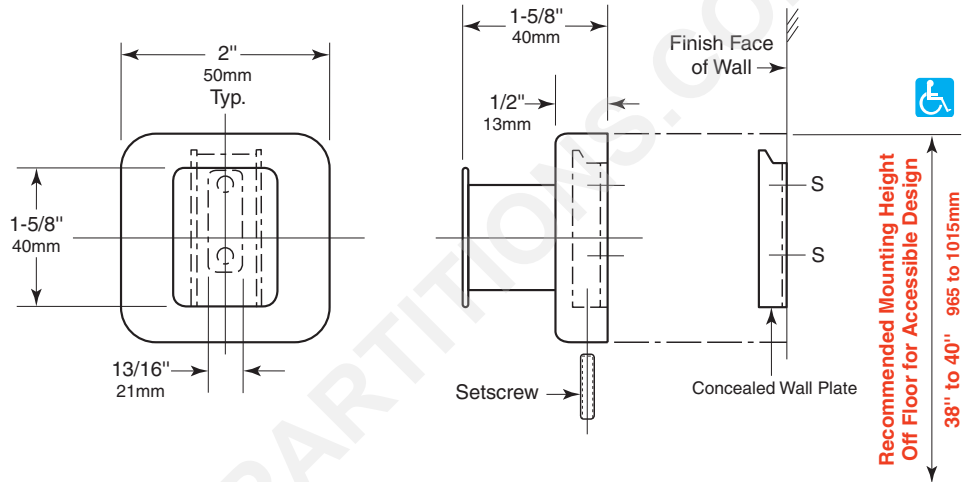 2"
50mm
Typ.
1-5/8"
40mm
13/16"
21mm
1-5/8"
40mm
1/2"
13mm
Finish Face
of Wall
S
S
Setscrew
Concealed Wall Plate
Recommended Mounting Height
Off Floor for Accessible Design
38" to 40" 965 to 1015mm
PARTITIONS.CO